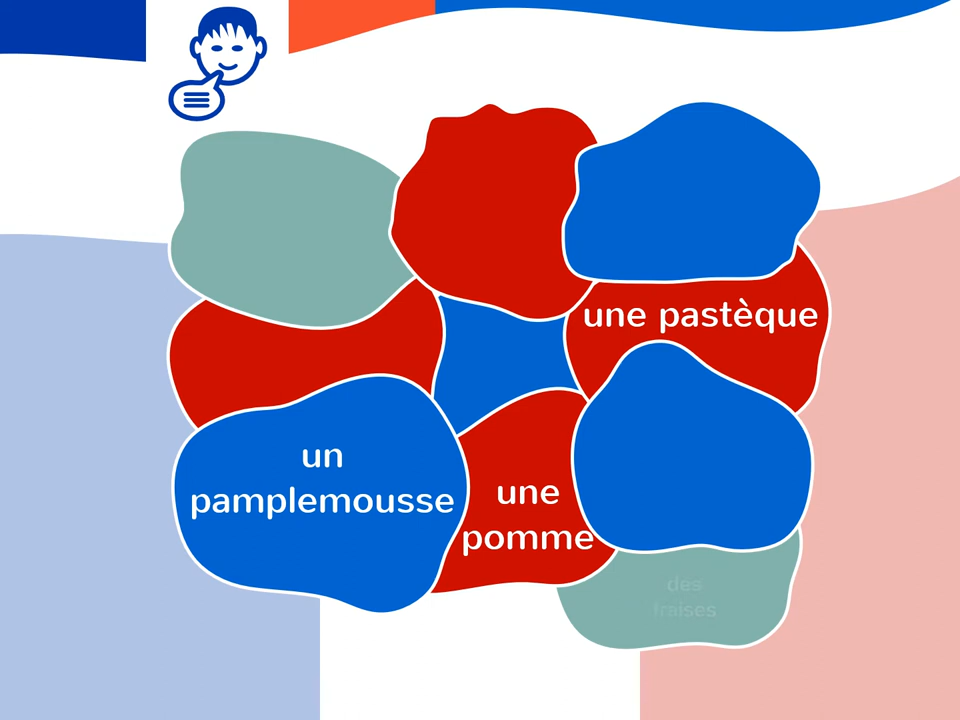 une pastèque
un
pamplemousse
une
pomme
des
fraises